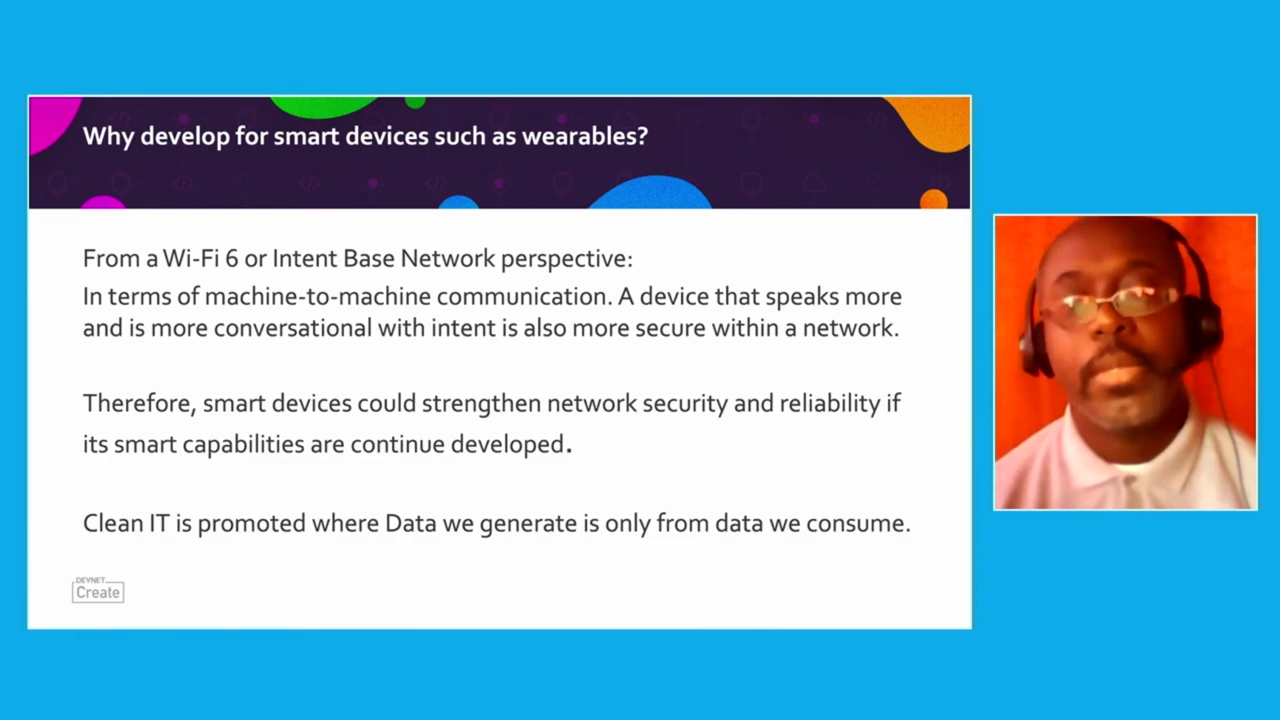 Why develop for smart devices such as wearables?
From a Wi-Fi 6 or Intent Base Network perspective:
In terms of machine-to-machine communication. A device that speaks more
and is more conversational with intent is also more secure within a network.
Therefore, smart devices could strengthen network security and reliability if
its smart capabilities are continue developed.
Clean IT is promoted where Data we generate is only from data we consume.
DEVNET
Create